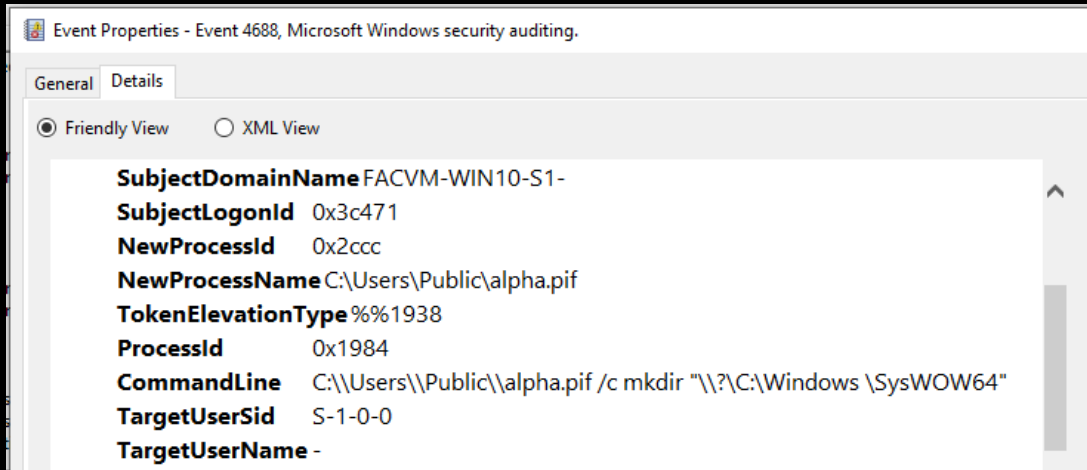 Event Properties - Event 4688, Microsoft Windows security auditing.
General Details
Friendly View XML View
SubjectDomainName FACVM-WIN10-S1-
SubjectLogonId 0x3c471
NewProcessId 0x2ccc
NewProcessName C:\Users\Public\alpha.pif
TokenElevationType %%1938
ProcessId 0x1984
CommandLine C:\\Users\\Public\\alpha.pif /c mkdir "\\?\C:\Windows \SysWOW64"
TargetUserSid S-1-0-0
TargetUserName -